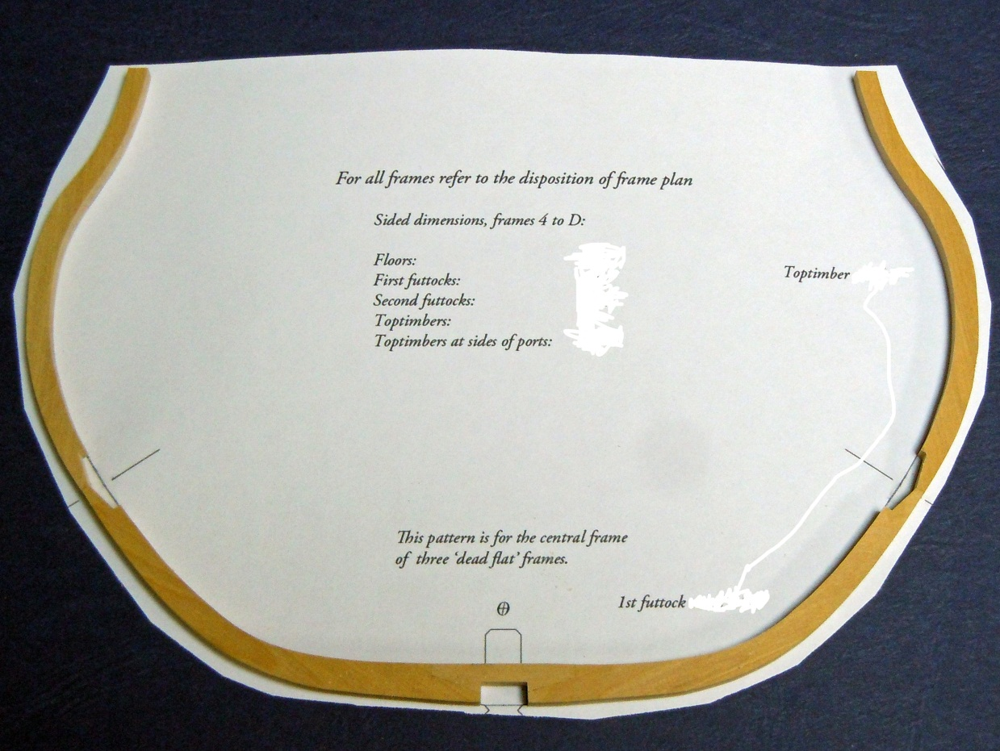 For all frames refer to the disposition of frame plan
Sided dimensions, frames 4 to D:
Floors:
First futtocks:
Second futtocks:
Toptimbers:
Toptimbers at sides of ports:
Toptimber
This pattern is for the central frame
of three ‘dead flat’ frames.
1st futtock